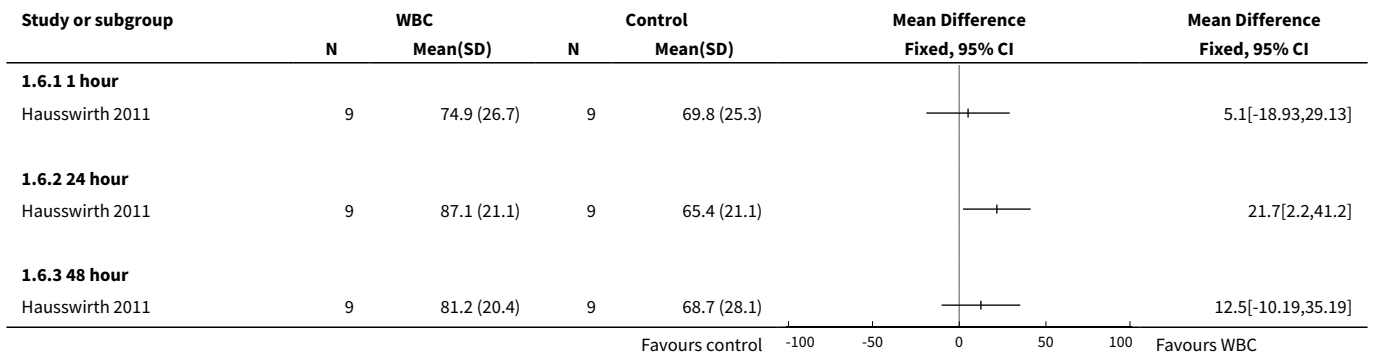 Study or subgroup WBC Control Mean Difference Mean Difference
N Mean(SD) N Mean(SD) Fixed, 95% CI Fixed, 95% CI
1.6.1 1 hour
Hausswirth 2011 9 74.9 (26.7) 9 69.8 (25.3) 5.1[-18.93,29.13]
1.6.2 24 hour
Hausswirth 2011 9 87.1 (21.1) 9 65.4 (21.1) 21.7[2.2,41.2]
1.6.3 48 hour
Hausswirth 2011 9 81.2 (20.4) 9 68.7 (28.1) 12.5[-10.19,35.19]
Favours control -100 -50 0 50 100 Favours WBC